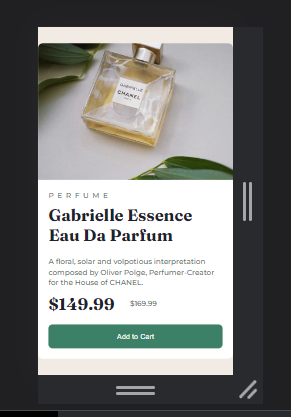 GABRIELLE
CHANEL
PERFUME
Gabrielle Essence
Eau Da Parfum
A floral, solar and volpotious interpretation
composed by Oliver Polge, Perfumer-Creator
for the House of CHANEL.
$149.99 $169.99
Add to Cart